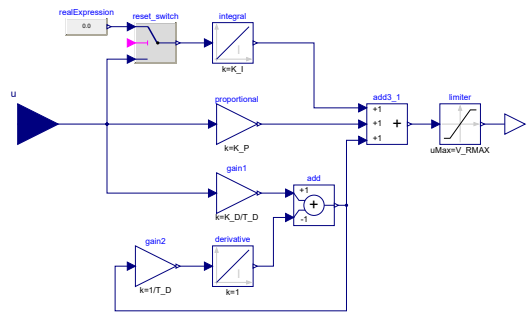 realExpression
0.0
reset_switch
integral
k=K_I
u
proportional
k=K_P
add3_1
+1
+1
+1
+
limiter
uMax=V_RMAX
gain1
k=K_D/T_D
add
+1
-1
+
gain2
k=1/T_D
derivative
k=1